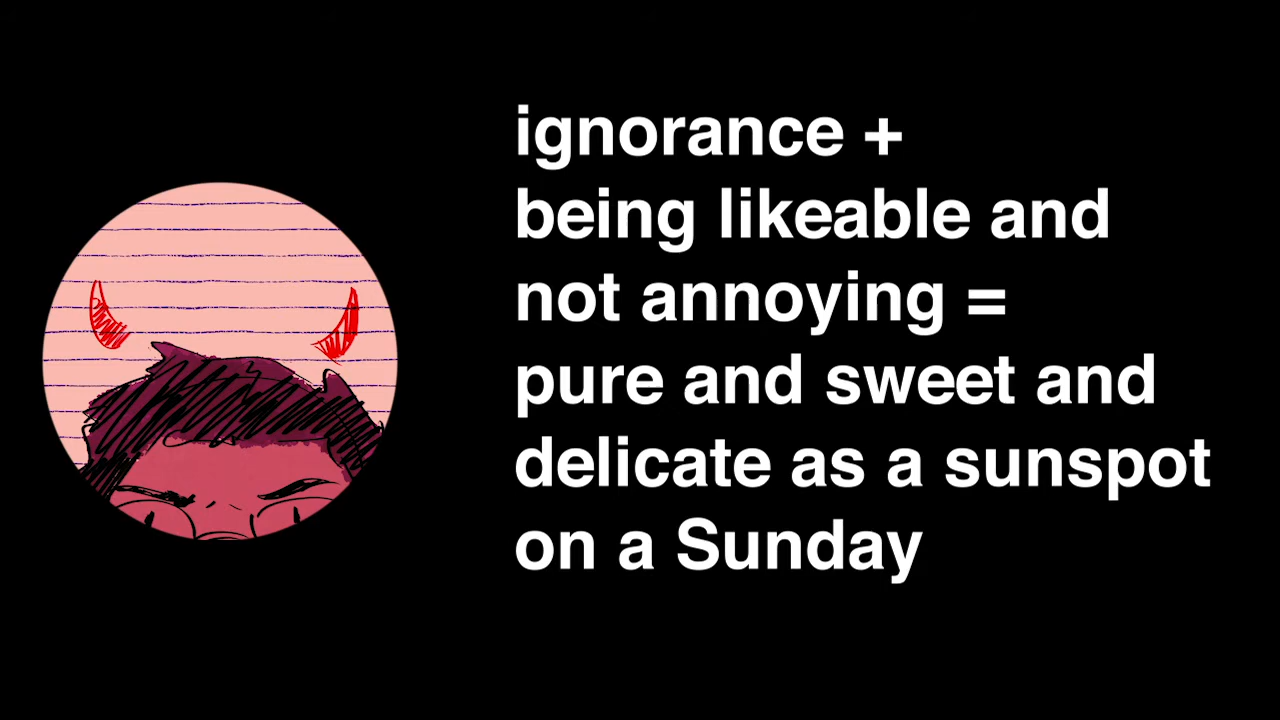 ignorance +
being likeable and
not annoying =
pure and sweet and
delicate as a sunspot
on a Sunday